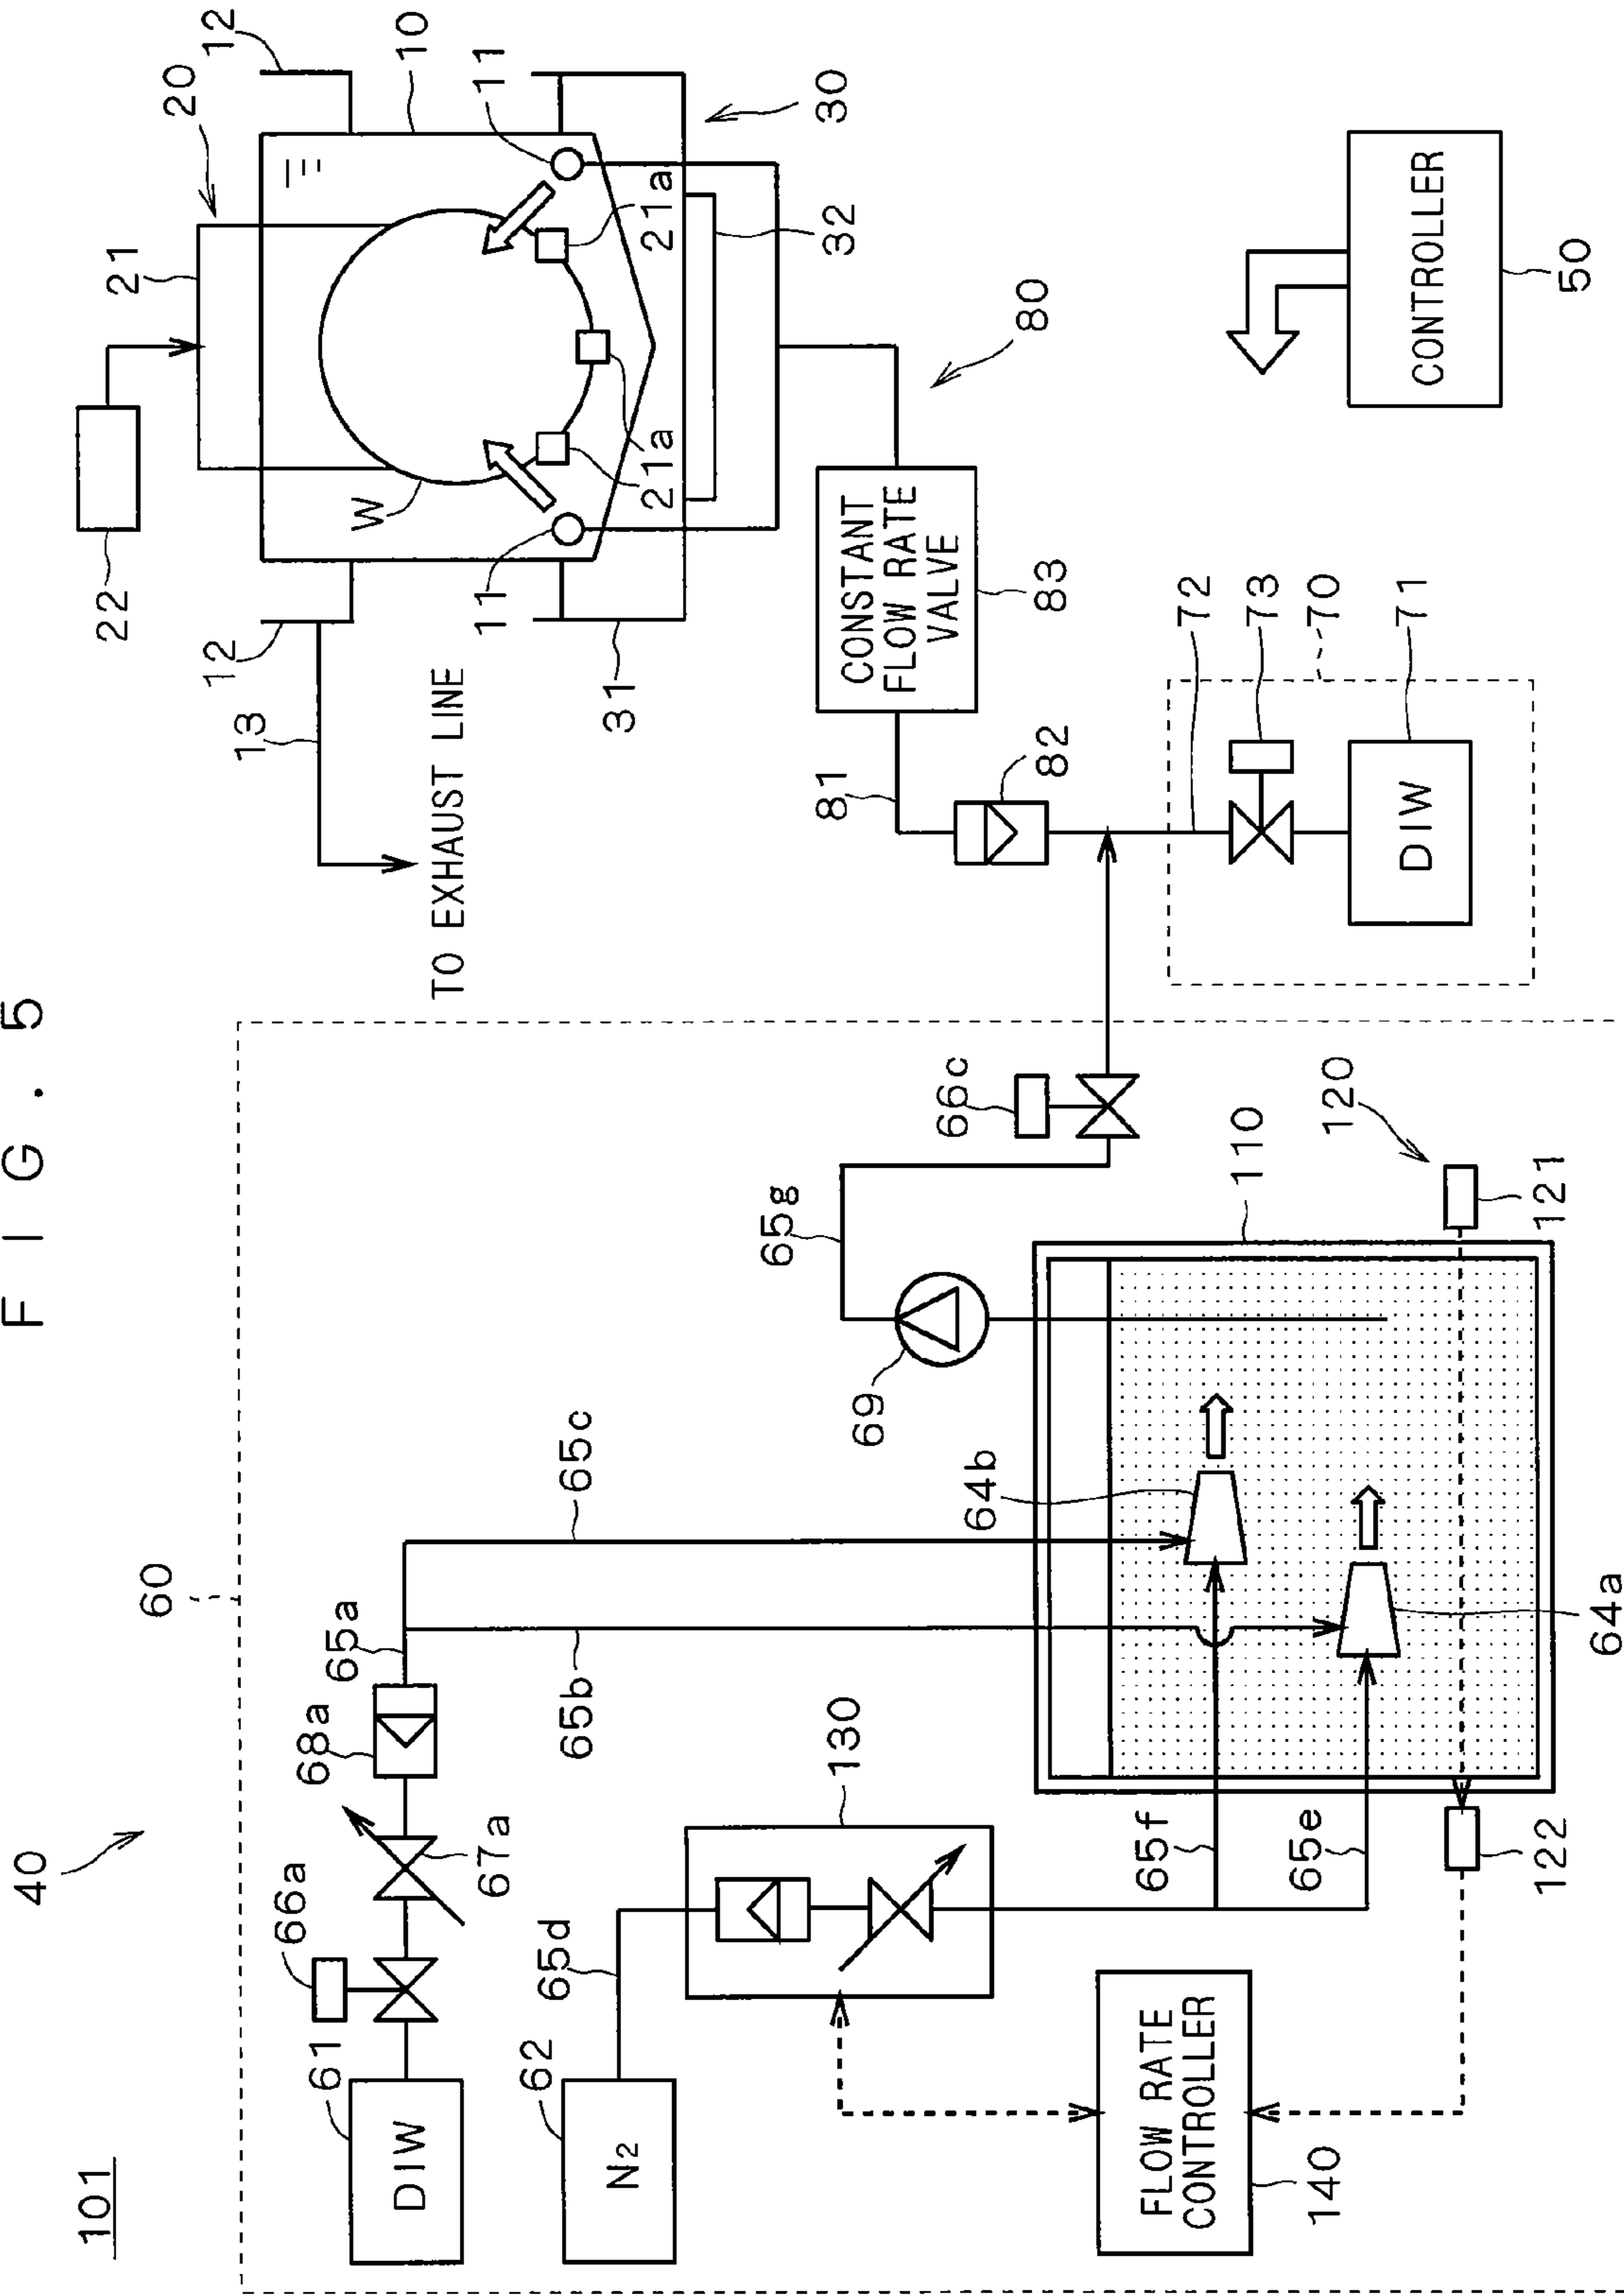 F I G . 5
101
40
60
61
DIW
66a
67a
68a
65a
65b
65c
62
N2
65d
130
65f
65e
FLOW RATE
CONTROLLER
140
122
64b
64a
69
65g
66c
110
120
121
22
21
20
12
12
13
TO EXHAUST LINE
W
10
11
11
21a
21a
21a
30
31
32
80
CONSTANT
FLOW RATE
VALVE
83
81
82
72
73
70
71
DIW
CONTROLLER
50